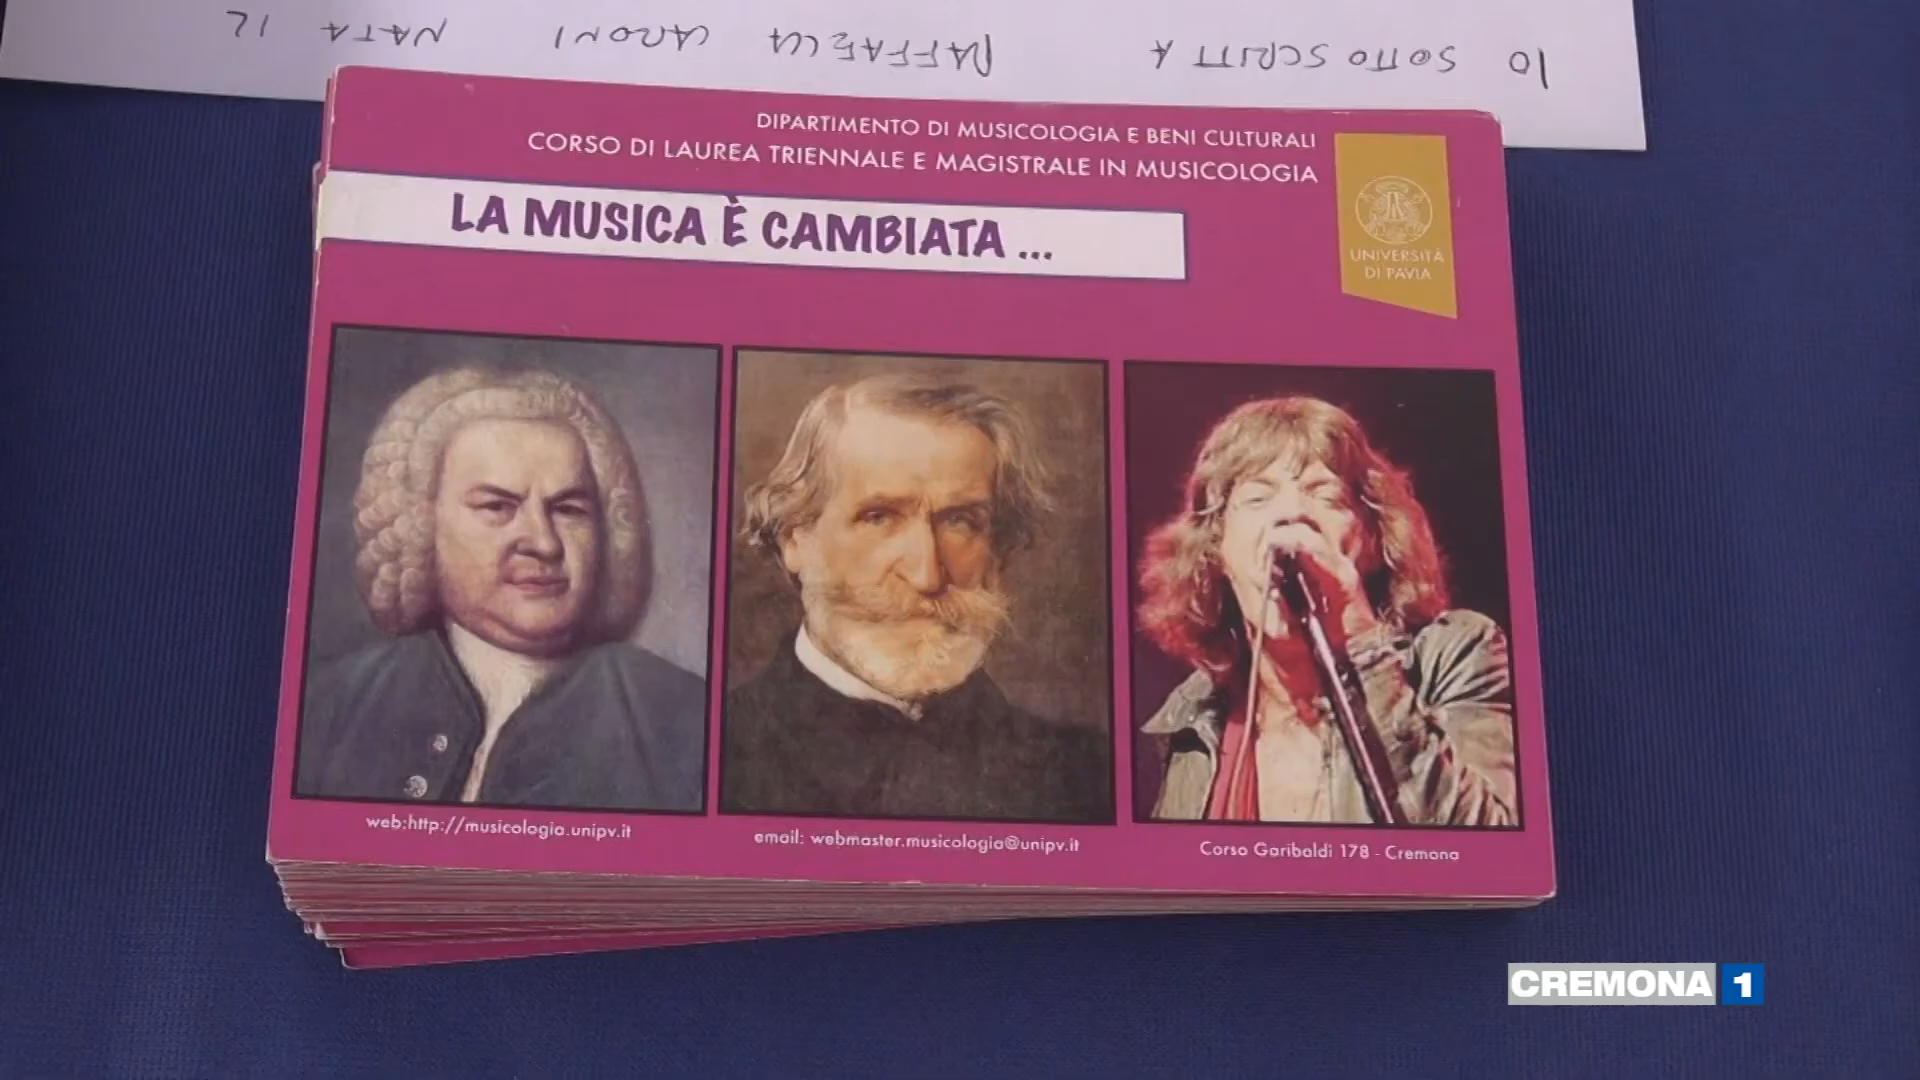 IO SOTTOSCRITTA RAFFAELLA NATA IL
DIPARTIMENTO DI MUSICOLOGIA E BENI CULTURALI
CORSO DI LAUREA TRIENNALE E MAGISTRALE IN MUSICOLOGIA
LA MUSICA È CAMBIATA ...
UNIVERSITÀ
DI PAVIA
web:http://musicologia.unipv.it
email: webmaster.musicologia@unipv.it
Corso Garibaldi 178 - Cremona
CREMONA 1